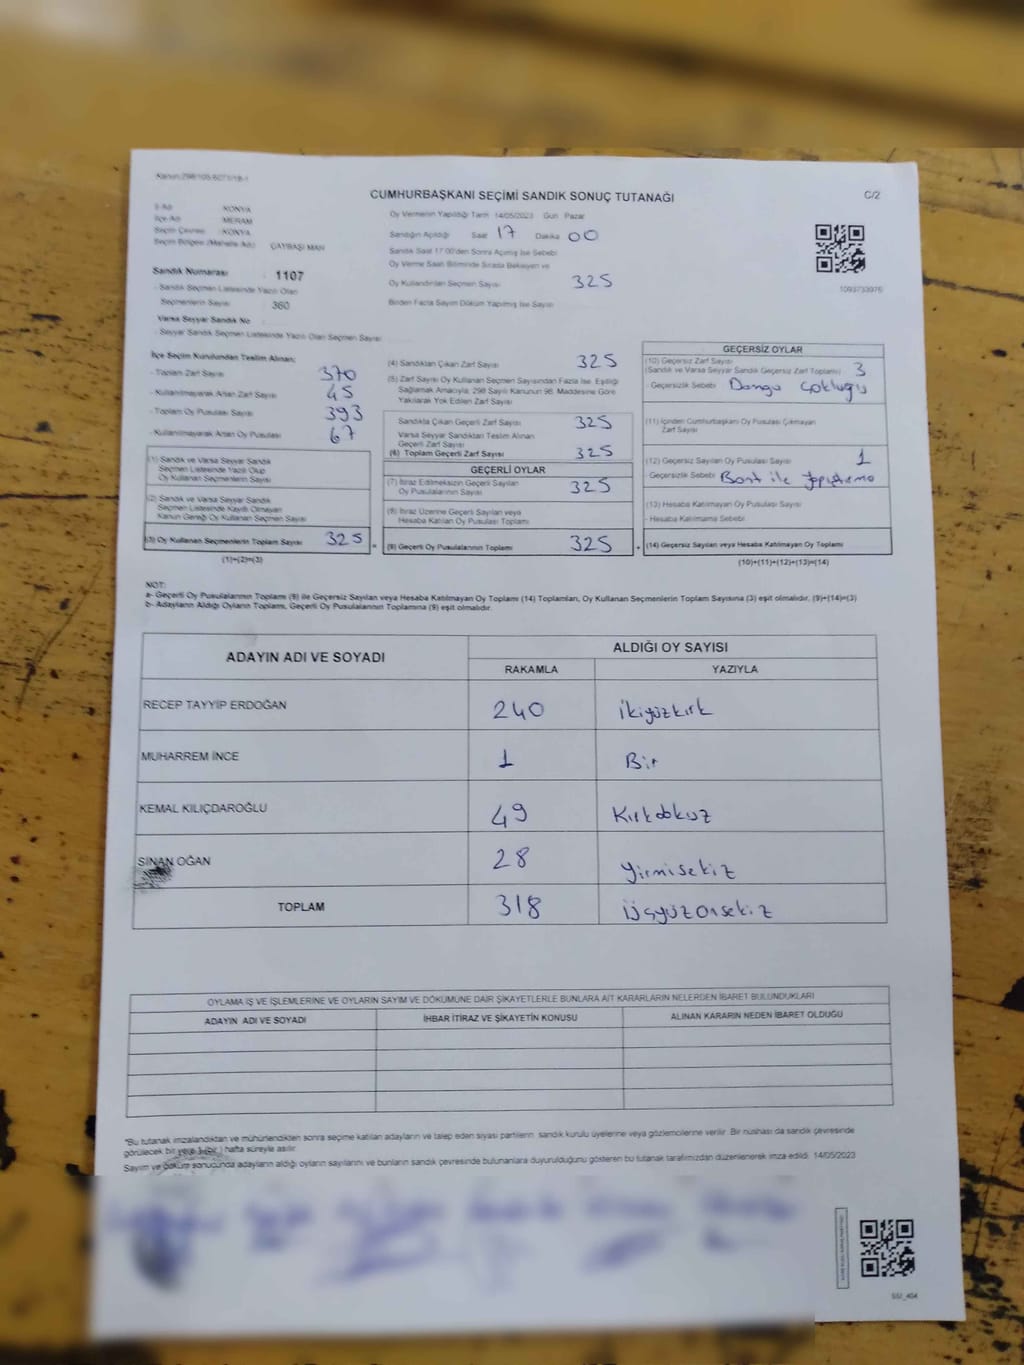 CUMHURBAŞKANI SEÇİMİ SANDIK SONUÇ TUTANAĞI
C/2
İl Adı : KONYA
İlçe Adı : MERAM
Seçim Çevresi : KONYA
Seçim Bölgesi (Mahalle Adı) : ÇAYBAŞI MAH
Sandık Numarası : 1107
- Sandık Seçmen Listesinde Yazılı Olan
Seçmenlerin Sayısı : 360
Varsa Seyyar Sandık No
- Seyyar Sandık Seçmen Listesinde Yazılı Olan Seçmen Sayısı
Oy Vermenin Yapıldığı Tarih 14/05/2023 Gün Pazar
Sandığın Açıldığı Saat 17 Dakika 00
Sandık Saat 17:00'den Sonra Açılmış İse Sebebi
Oy Verme Saati Bitiminde Sırada Bekleyen ve
Oy Kullandırılan Seçmen Sayısı 325
Birden Fazla Sayım Döküm Yapılmış İse Sayısı
1093733976
İlçe Seçim Kurulundan Teslim Alınan;
- Toplam Zarf Sayısı 370
- Kullanılmayarak Artan Zarf Sayısı 45
- Toplam Oy Pusulası Sayısı 393
- Kullanılmayarak Artan Oy Pusulası 67
(1) Sandık ve Varsa Seyyar Sandık
Seçmen Listesinde Yazılı Olup
Oy Kullanan Seçmenlerin Sayısı
(2) Sandık ve Varsa Seyyar Sandık
Seçmen Listesinde Kayıtlı Olmayan
Kanun Gereği Oy Kullanan Seçmen Sayısı
(3) Oy Kullanan Seçmenlerin Toplam Sayısı 325 =
(1)+(2)=(3)
(4) Sandıktan Çıkan Zarf Sayısı 325
(5) Zarf Sayısı Oy Kullanan Seçmen Sayısından Fazla İse, Eşitliği
Sağlamak Amacıyla, 298 Sayılı Kanunun 98. Maddesine Göre
Yakılarak Yok Edilen Zarf Sayısı
Sandıkta Çıkan Geçerli Zarf Sayısı 325
Varsa Seyyar Sandıktan Teslim Alınan
Geçerli Zarf Sayısı
(6) Toplam Geçerli Zarf Sayısı 325
GEÇERLİ OYLAR
(7) İtiraz Edilmeksizin Geçerli Sayılan
Oy Pusulalarının Sayısı 325
(8) İtiraz Üzerine Geçerli Sayılan veya
Hesaba Katılan Oy Pusulası Toplamı
(9) Geçerli Oy Pusulalarının Toplamı 325 +
GEÇERSİZ OYLAR
(10) Geçersiz Zarf Sayısı
(Sandık ve Varsa Seyyar Sandık Geçersiz Zarf Toplamı) 3
- Geçersizlik Sebebi Damga Çokluğu
(11) İçinden Cumhurbaşkanı Oy Pusulası Çıkmayan
Zarf Sayısı
(12) Geçersiz Sayılan Oy Pusulası Sayısı 1
Geçersizlik Sebebi Bant ile Yapıştırma
(13) Hesaba Katılmayan Oy Pusulası Sayısı
- Hesaba Katılmama Sebebi
(14) Geçersiz Sayılan veya Hesaba Katılmayan Oy Toplamı
(10)+(11)+(12)+(13)=(14)
NOT:
a- Geçerli Oy Pusulalarının Toplamı (9) ile Geçersiz Sayılan veya Hesaba Katılmayan Oy Toplamı (14) Toplamları, Oy Kullanan Seçmenlerin Toplam Sayısına (3) eşit olmalıdır. (9)+(14)=(3)
b- Adayların Aldığı Oyların Toplamı, Geçerli Oy Pusulalarının Toplamına (9) eşit olmalıdır.
ADAYIN ADI VE SOYADI ALDIĞI OY SAYISI
RAKAMLA YAZIYLA
RECEP TAYYİP ERDOĞAN 240 ikiyüzkırk
MUHARREM İNCE 1 Bir
KEMAL KILIÇDAROĞLU 49 Kırkdokuz
SİNAN OĞAN 28 Yirmisekiz
TOPLAM 318 üçyüzonsekiz
OYLAMA İŞ VE İŞLEMLERİNE VE OYLARIN SAYIM VE DÖKÜMÜNE DAİR ŞİKAYETLERLE BUNLARA AİT KARARLARIN NELERDEN İBARET BULUNDUKLARI
ADAYIN ADI VE SOYADI İHBAR İTİRAZ VE ŞİKAYETİN KONUSU ALINAN KARARIN NEDEN İBARET OLDUĞU
*Bu tutanak imzalandıktan ve mühürlendikten sonra seçime katılan adayların ve talep eden siyasi partilerin, sandık kurulu üyelerine veya gözlemcilerine verilir. Bir nüshası da sandık çevresinde
görülecek bir yere 1(bir) hafta süreyle asılır.
Sayım ve döküm sonucunda adayların aldığı oyların sayılarını ve bunların sandık çevresinde bulunanlara duyurulduğunu gösteren bu tutanak tarafımızdan düzenlenerek imza edildi. 14/05/2023